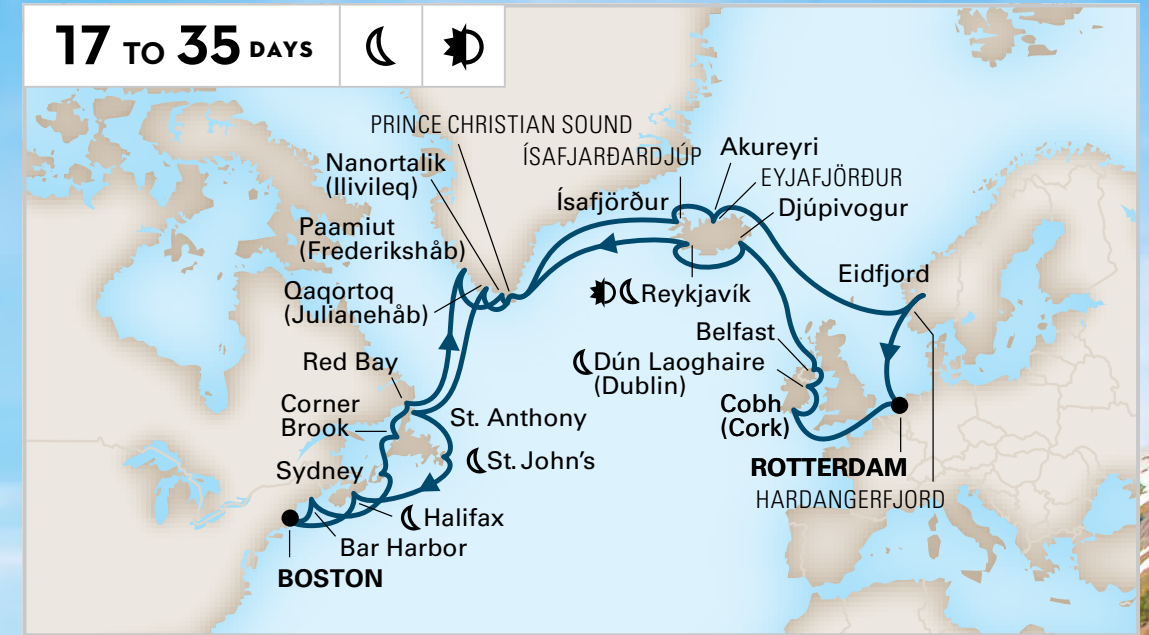 17 TO 35 DAYS
PRINCE CHRISTIAN SOUND
Nanortalik
(Ilivileq)
ÍSAFJARÐARDJÚP
Akureyri
EYJAFJÖRÐUR
Ísafjörður
Djúpivogur
Paamiut
(Frederikshåb)
Qaqortoq
(Julianehåb)
Reykjavík
Eidfjord
Belfast
Dún Laoghaire
(Dublin)
Cobh
(Cork)
Red Bay
Corner
Brook
St. Anthony
Sydney
St. John's
ROTTERDAM
HARDANGERFJORD
Halifax
Bar Harbor
BOSTON